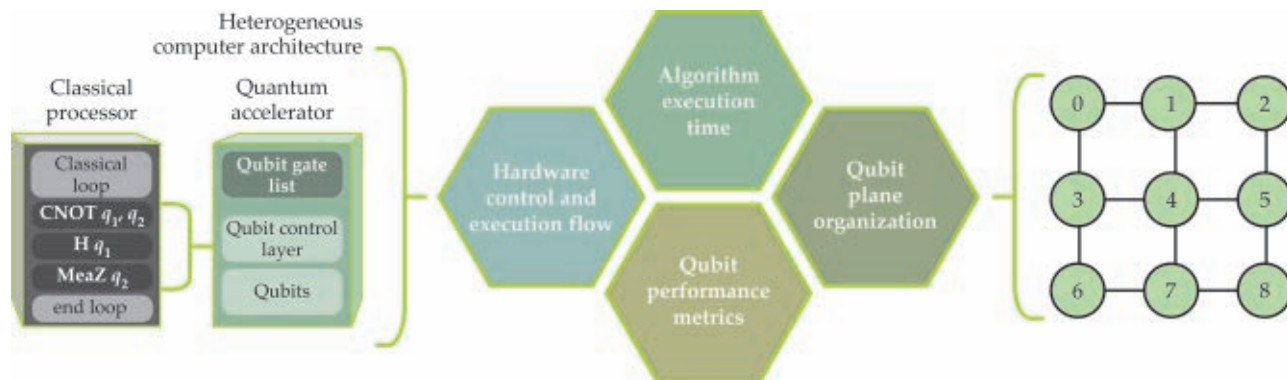 Heterogeneous
computer architecture
Classical
processor
Quantum
accelerator
Classical
loop
CNOT q₁, q₂
H q₁
MeaZ q₂
end loop
Qubit gate
list
Qubit control
layer
Qubits
Hardware
control and
execution flow
Algorithm
execution
time
Qubit
performance
metrics
Qubit
plane
organization
0 1 2
3 4 5
6 7 8